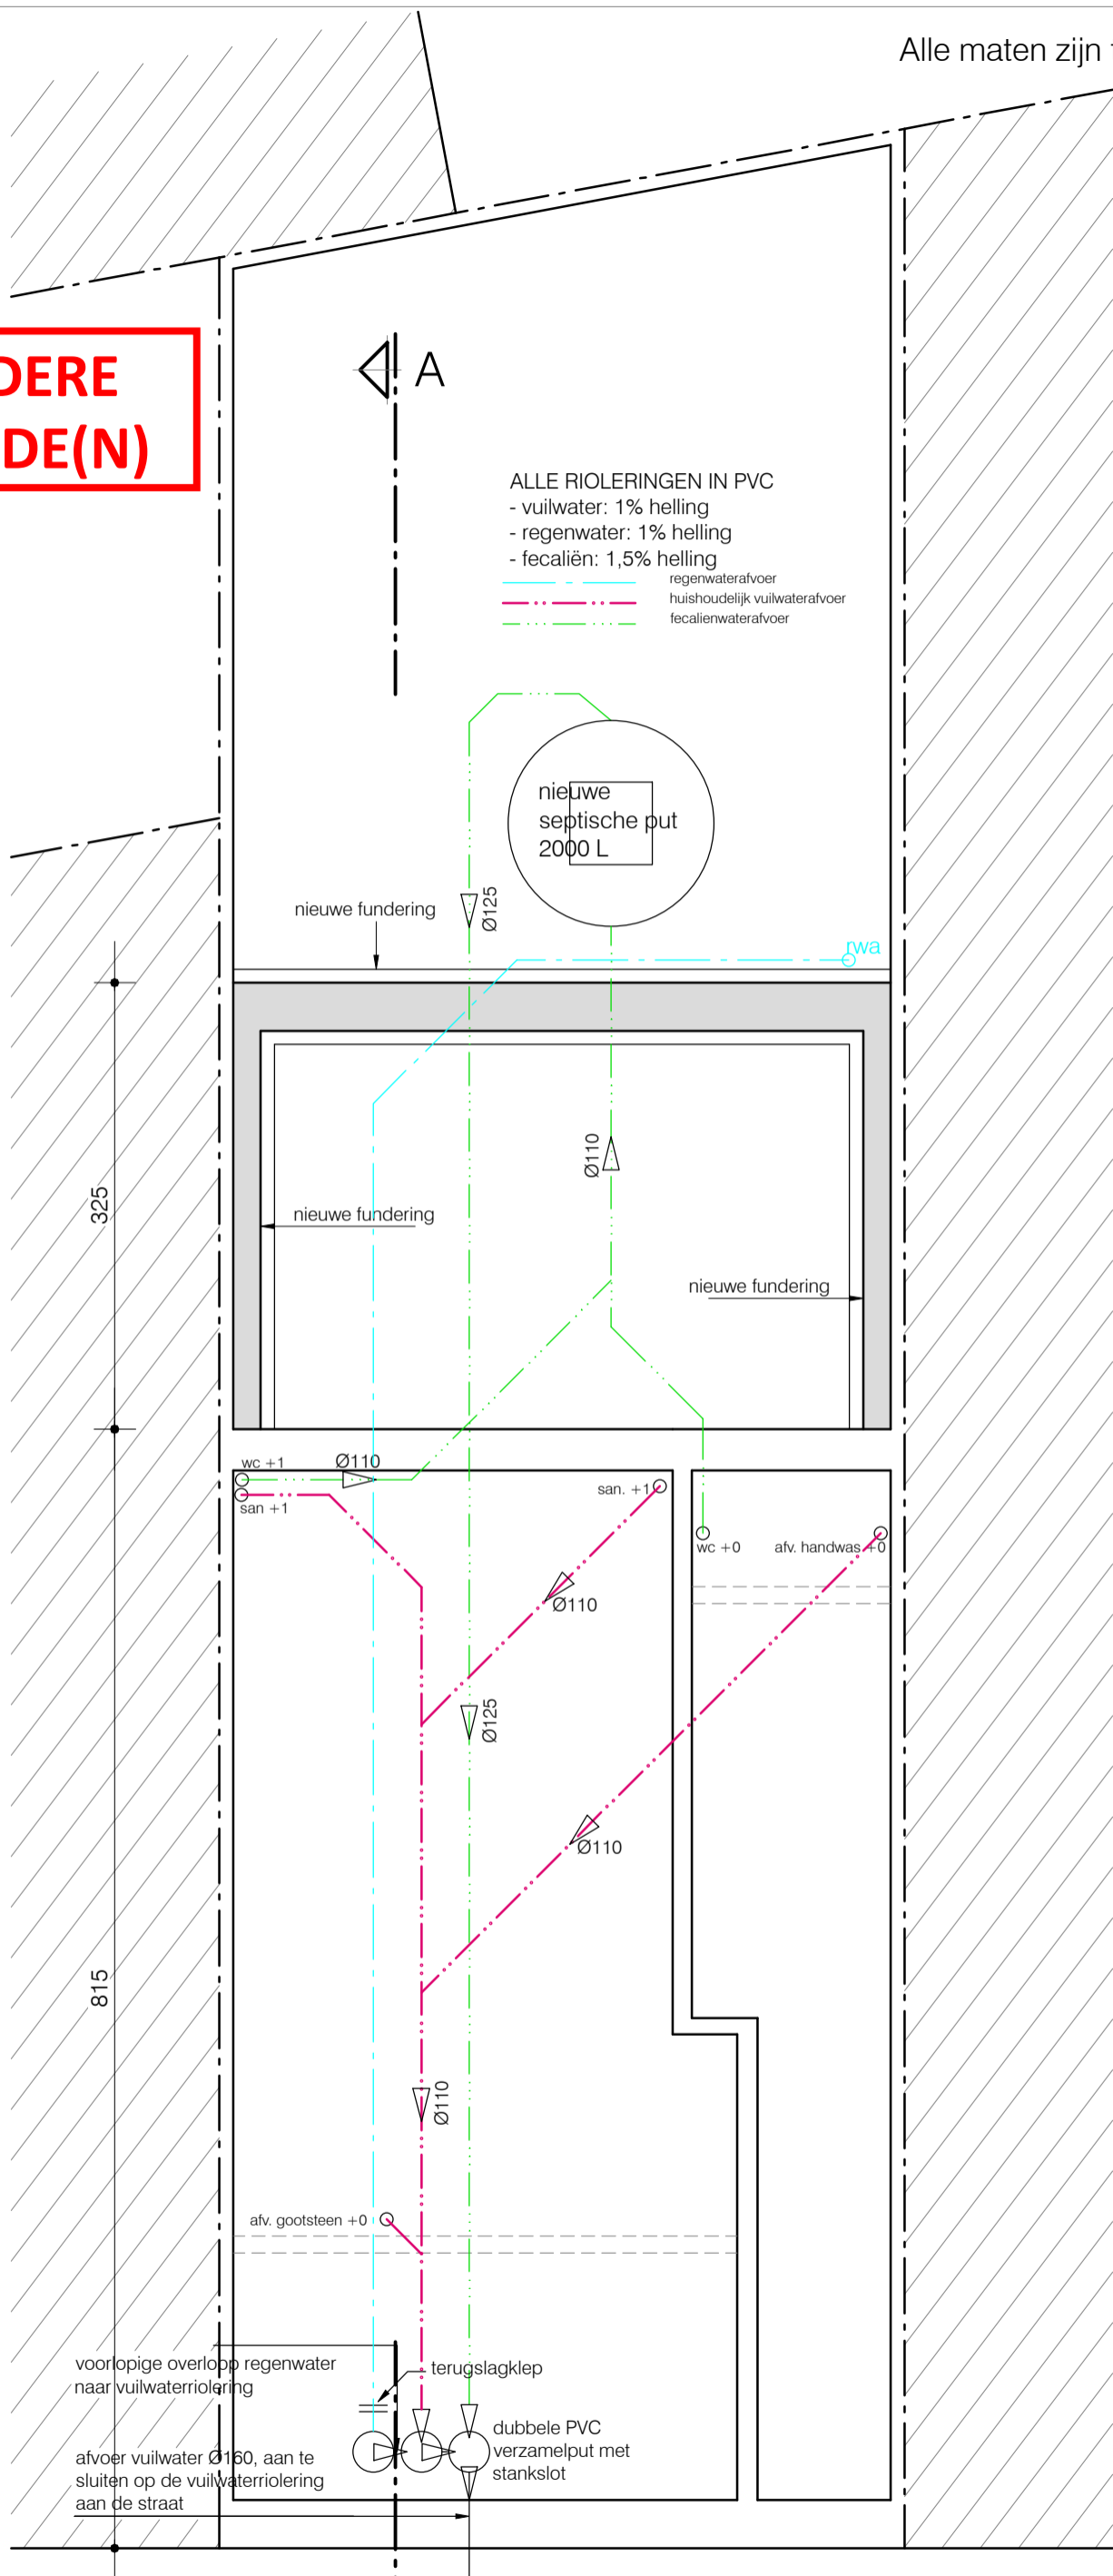 Alle maten zijn
DERE
DE(N)
A
ALLE RIOLERINGEN IN PVC
- vuilwater: 1% helling
- regenwater: 1% helling
- fecaliën: 1,5% helling
regenwaterafvoer
huishoudelijk vuilwaterafvoer
fecalienwaterafvoer
nieuwe
septische put
2000 L
Ø125
nieuwe fundering
rwa
325
Ø110
nieuwe fundering
nieuwe fundering
wc +1
Ø110
san +1
san. +1
wc +0
afv. handwas +0
Ø110
Ø125
Ø110
815
Ø110
afv. gootsteen +0
voorlopige overloop regenwater
naar vuilwaterriolering
terugslagklep
dubbele PVC
verzamelput met
stankslot
afvoer vuilwater Ø160, aan te
sluiten op de vuilwaterriolering
aan de straat